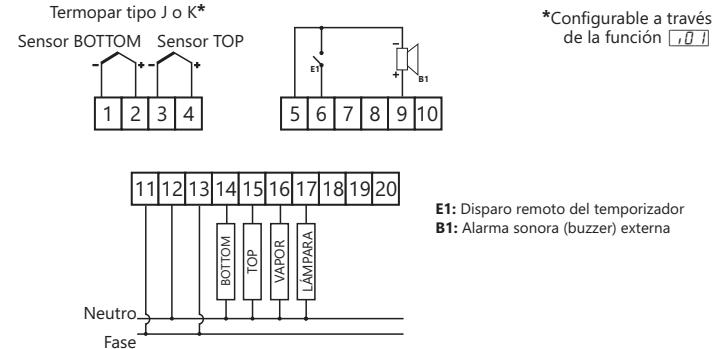 Termopar tipo J o K*
Sensor BOTTOM Sensor TOP
- + - +
1 2 3 4
E1
-
+
B1
5 6 7 8 9 10
*Configurable a través
de la función i01
11 12 13 14 15 16 17 18 19 20
BOTTOM
TOP
VAPOR
LÁMPARA
Neutro
Fase
E1: Disparo remoto del temporizador
B1: Alarma sonora (buzzer) externa